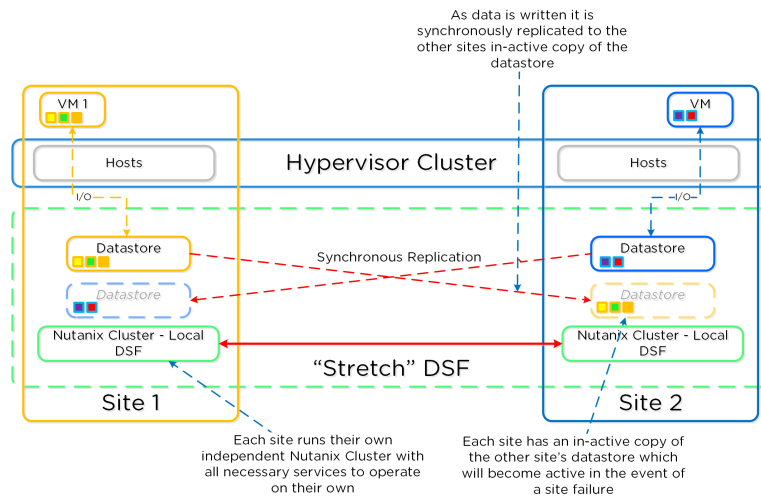 As data is written it is
synchronously replicated to the
other sites in-active copy of the
datastore
VM 1
VM
Hosts
Hypervisor Cluster
Hosts
I/O
I/O
Datastore
Synchronous Replication
Datastore
Datastore
Datastore
Nutanix Cluster - Local
DSF
Nutanix Cluster - Local
DSF
“Stretch” DSF
Site 1
Site 2
Each site runs their own
independent Nutanix Cluster with
all necessary services to operate
on their own
Each site has an in-active copy of
the other site’s datastore which
will become active in the event of
a site failure